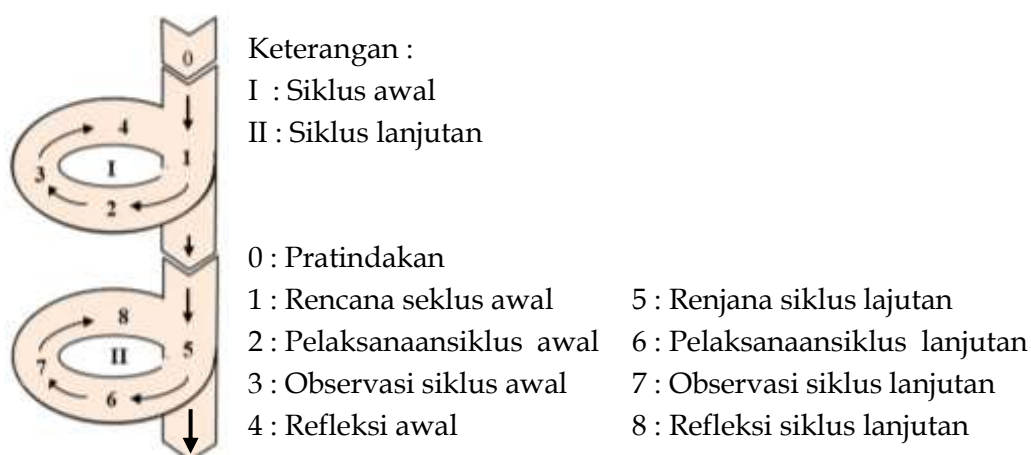 0
Keterangan :
I : Siklus awal
4
II : Siklus lanjutan
1
I
3
2
0 : Pratindakan
1 : Rencana seklus awal 5 : Renjana siklus lajutan
8
2 : Pelaksanaansiklus awal 6 : Pelaksanaansiklus lanjutan
5
II
7
3 : Observasi siklus awal 7 : Observasi siklus lanjutan
6
4 : Refleksi awal 8 : Refleksi siklus lanjutan